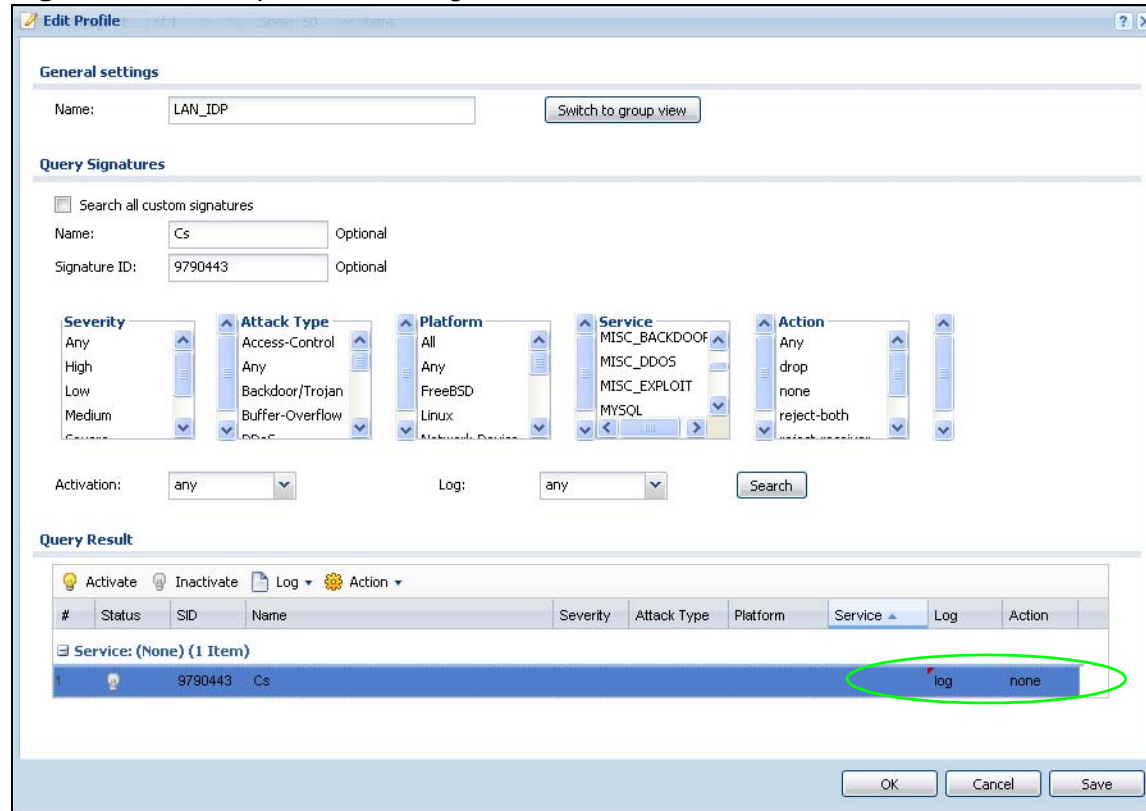 Edit Profile
General settings
Name: LAN_IDP Switch to group view
Query Signatures
Search all custom signatures
Name: Cs Optional
Signature ID: 9790443 Optional
Severity Attack Type Platform Service Action
Any Access-Control All MISC_BACKDOOR Any
High Any Any MISC_DDOS drop
Low Backdoor/Trojan FreeBSD MISC_EXPLOIT none
Medium Buffer-Overflow Linux MYSQL reject-both
Activation: any Log: any Search
Query Result
Activate Inactivate Log Action
# Status SID Name Severity Attack Type Platform Service Log Action
Service: (None) (1 Item)
1 9790443 Cs log none
OK Cancel Save